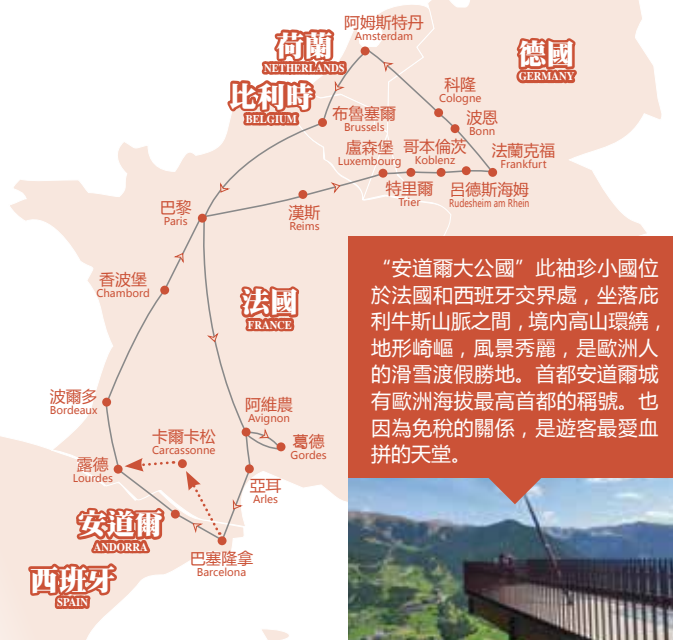 阿姆斯特丹
Amsterdam
荷蘭
NETHERLANDS
德國
GERMANY
比利時
BELGIUM
科隆
Cologne
布魯塞爾
Brussels
波恩
Bonn
盧森堡
Luxembourg
哥本倫茨
Koblenz
法蘭克福
Frankfurt
特里爾
Trier
呂德斯海姆
Rudesheim am Rhein
巴黎
Paris
漢斯
Reims
香波堡
Chambord
法國
FRANCE
波爾多
Bordeaux
阿維農
Avignon
葛德
Gordes
卡爾卡松
Carcassonne
露德
Lourdes
亞耳
Arles
安道爾
ANDORRA
巴塞隆拿
Barcelona
西班牙
SPAIN
“安道爾大公國”此袖珍小國位
於法國和西班牙交界處，坐落庇
利牛斯山脈之間，境內高山環繞，
地形崎嶇，風景秀麗，是歐洲人
的滑雪渡假勝地。首都安道爾城
有歐洲海拔最高首都的稱號。也
因為免稅的關係，是遊客最愛血
拼的天堂。